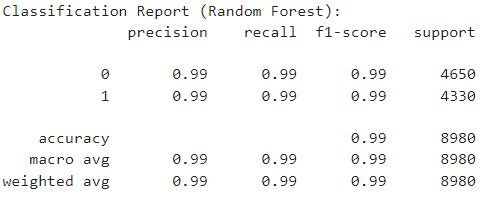 Classification Report (Random Forest):
precision recall f1-score support
0 0.99 0.99 0.99 4650
1 0.99 0.99 0.99 4330
accuracy 0.99 8980
macro avg 0.99 0.99 0.99 8980
weighted avg 0.99 0.99 0.99 8980